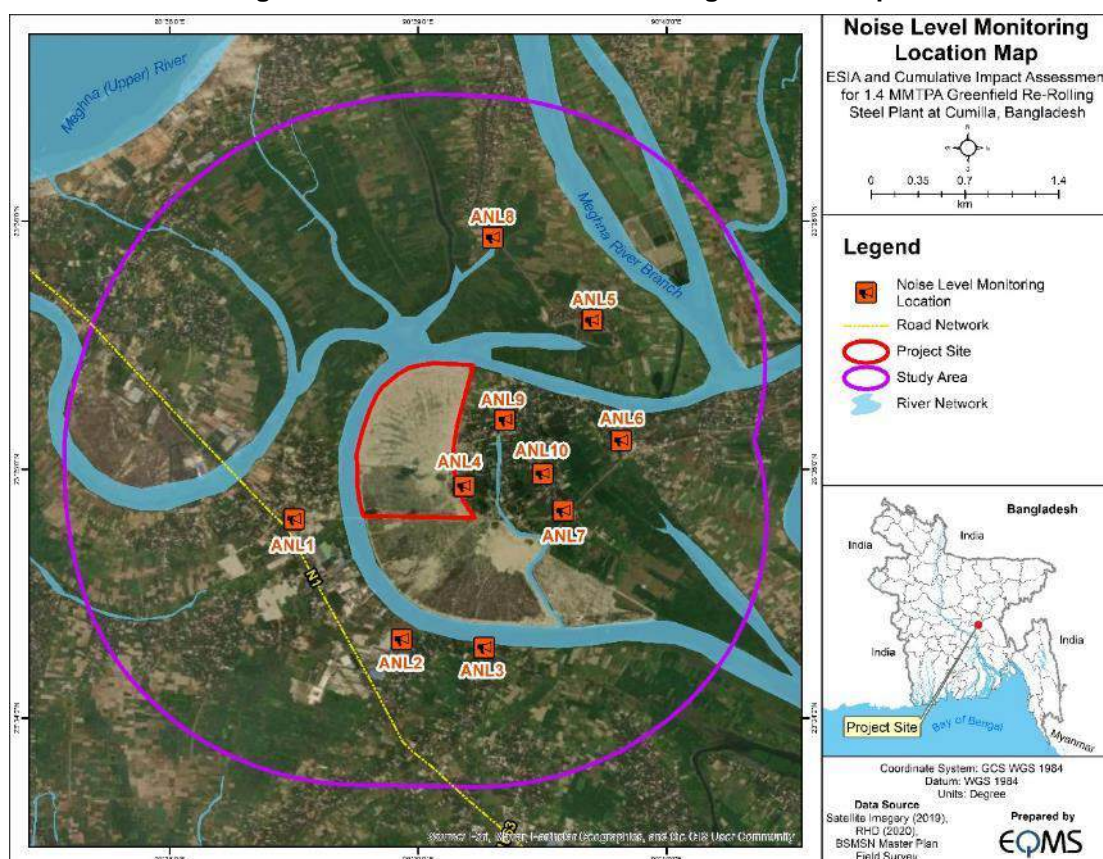 Noise Level Monitoring
Location Map
ESIA and Cumulative Impact Assessmen
for 1.4 MMTPA Greenfield Re-Rolling
Steel Plant at Cumilla, Bangladesh
0 0.35 0.7 1.4
km
Legend
Noise Level Monitoring
Location
Road Network
Project Site
Study Area
River Network
Meghna (Upper) River
Meghna River Branch
ANL8
ANL5
ANL9
ANL6
ANL10
ANL4
ANL7
ANL1
N1
ANL2
ANL3
Bangladesh
India
India
India
India
Myanmar
Bay of Bengal
Project Site
Coordinate System: GCS WGS 1984
Datum: WGS 1984
Units: Degree
Data Source
Satellite Imagery (2019),
RHD (2020),
BSMSN Master Plan
Field Survey
Prepared by
EQMS